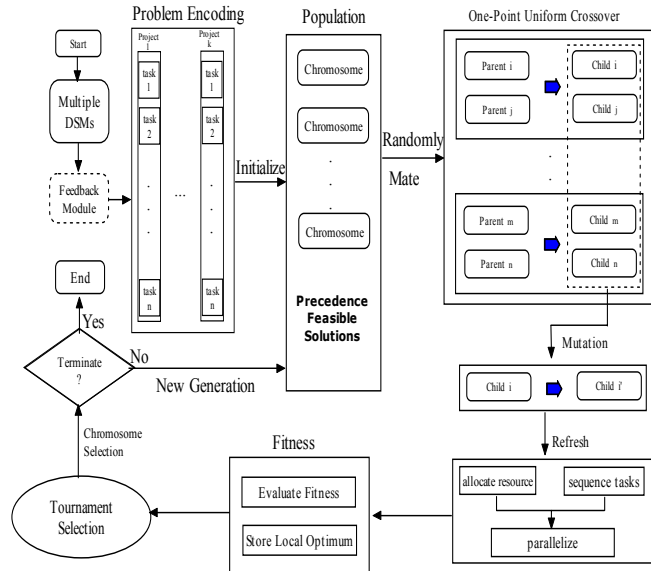 Start
Multiple
DSMs
Feedback
Module
Problem Encoding
Project
1
task
1
task
2
.
.
.
task
n
...
Project
k
task
1
task
2
.
.
.
task
n
Initialize
Population
Chromosome
Chromosome
.
.
.
Chromosome
Precedence
Feasible
Solutions
Randomly
Mate
One-Point Uniform Crossover
Parent i
Child i
Parent j
Child j
. .
. .
. .
Parent m
Child m
Parent n
Child n
Mutation
Child i
Child i'
Refresh
allocate resource
sequence tasks
parallelize
Fitness
Evaluate Fitness
Store Local Optimum
Tournament
Selection
Chromosome
Selection
Terminate
?
No
New Generation
Yes
End